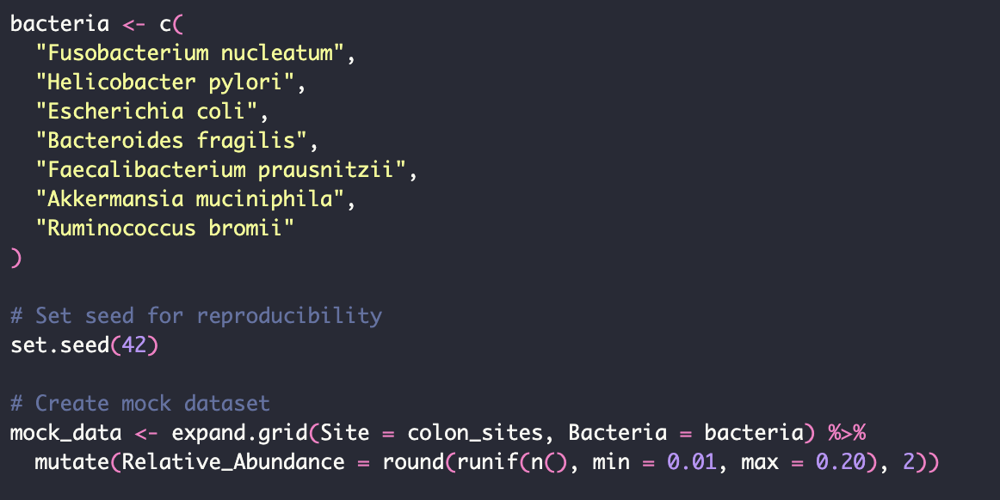 bacteria <- c(
  "Fusobacterium nucleatum",
  "Helicobacter pylori",
  "Escherichia coli",
  "Bacteroides fragilis",
  "Faecalibacterium prausnitzii",
  "Akkermansia muciniphila",
  "Ruminococcus bromii"
)
# Set seed for reproducibility
set.seed(42)
# Create mock dataset
mock_data <- expand.grid(Site = colon_sites, Bacteria = bacteria) %>%
  mutate(Relative_Abundance = round(runif(n(), min = 0.01, max = 0.20), 2))